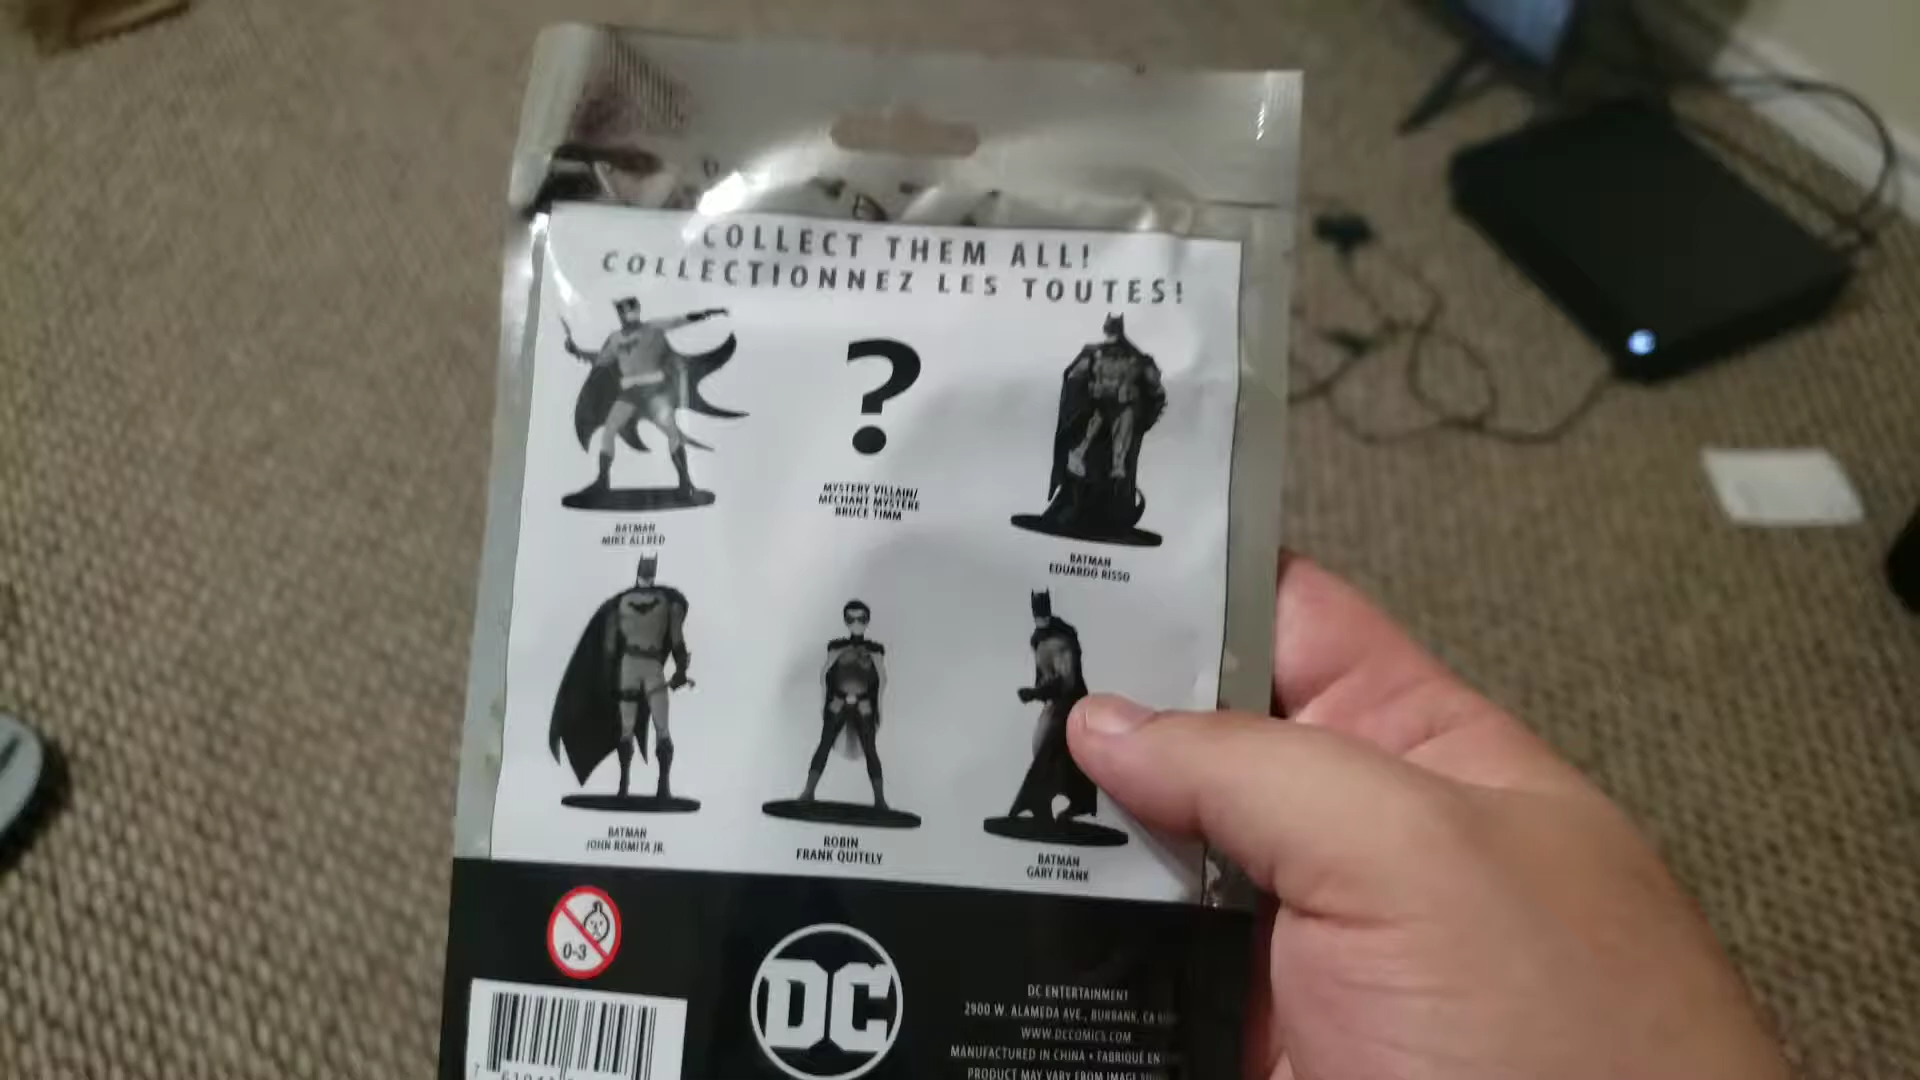 COLLECT THEM ALL!
COLLECTIONNEZ LES TOUTES!
BATMAN
MIKE ALLRED
?
MYSTERY VILLAIN/
MÉCHANT MYSTÈRE
BRUCE TIMM
BATMAN
EDUARDO RISSO
BATMAN
JOHN ROMITA JR.
ROBIN
FRANK QUITELY
BATMAN
GARY FRANK
0-3
DC
DC ENTERTAINMENT
2900 W. ALAMEDA AVE., BURBANK, CA
WWW.DCCOMICS.COM
MANUFACTURED IN CHINA • FABRIQUÉ EN
PRODUCT MAY VARY FROM IMAGE